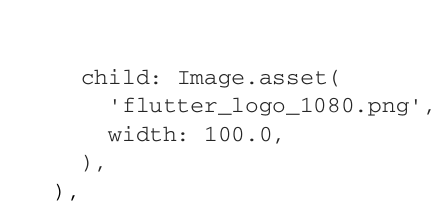 child: Image.asset(
'flutter_logo_1080.png',
width: 100.0,
),
),